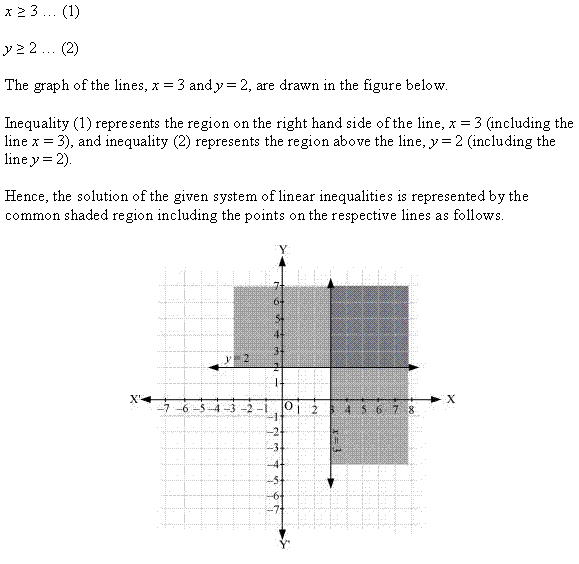 x ≥ 3 … (1)
y ≥ 2 … (2)
The graph of the lines, x = 3 and y = 2, are drawn in the figure below.
Inequality (1) represents the region on the right hand side of the line, x = 3 (including the
line x = 3), and inequality (2) represents the region above the line, y = 2 (including the
line y = 2).
Hence, the solution of the given system of linear inequalities is represented by the
common shaded region including the points on the respective lines as follows.
Y
7
6
5
4
3
y = 2
2
1
X' -7 -6 -5 -4 -3 -2 -1 O 1 2 3 4 5 6 7 8 X
-1
-2
x = 3
-3
-4
-5
-6
-7
Y'